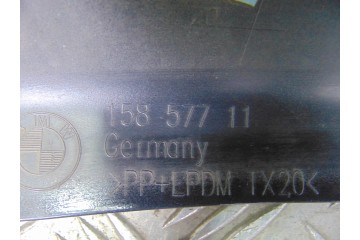 158 577 11
Germany
>PP+EPDM TX20<